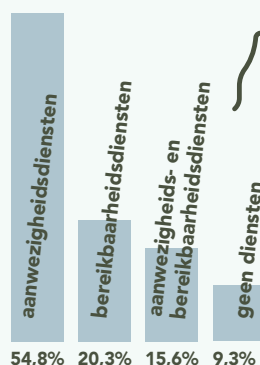 aanwezigheidsdiensten
bereikbaarheidsdiensten
aanwezigheids- en
bereikbaarheidsdiensten
geen diensten
54,8% 20,3% 15,6% 9,3%